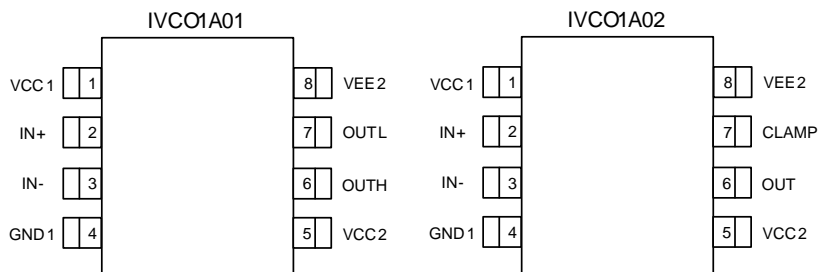 IVCO1A01
VCC1 1 8 VEE2
IN+ 2 7 OUTL
IN- 3 6 OUTH
GND1 4 5 VCC2
IVCO1A02
VCC1 1 8 VEE2
IN+ 2 7 CLAMP
IN- 3 6 OUT
GND1 4 5 VCC2